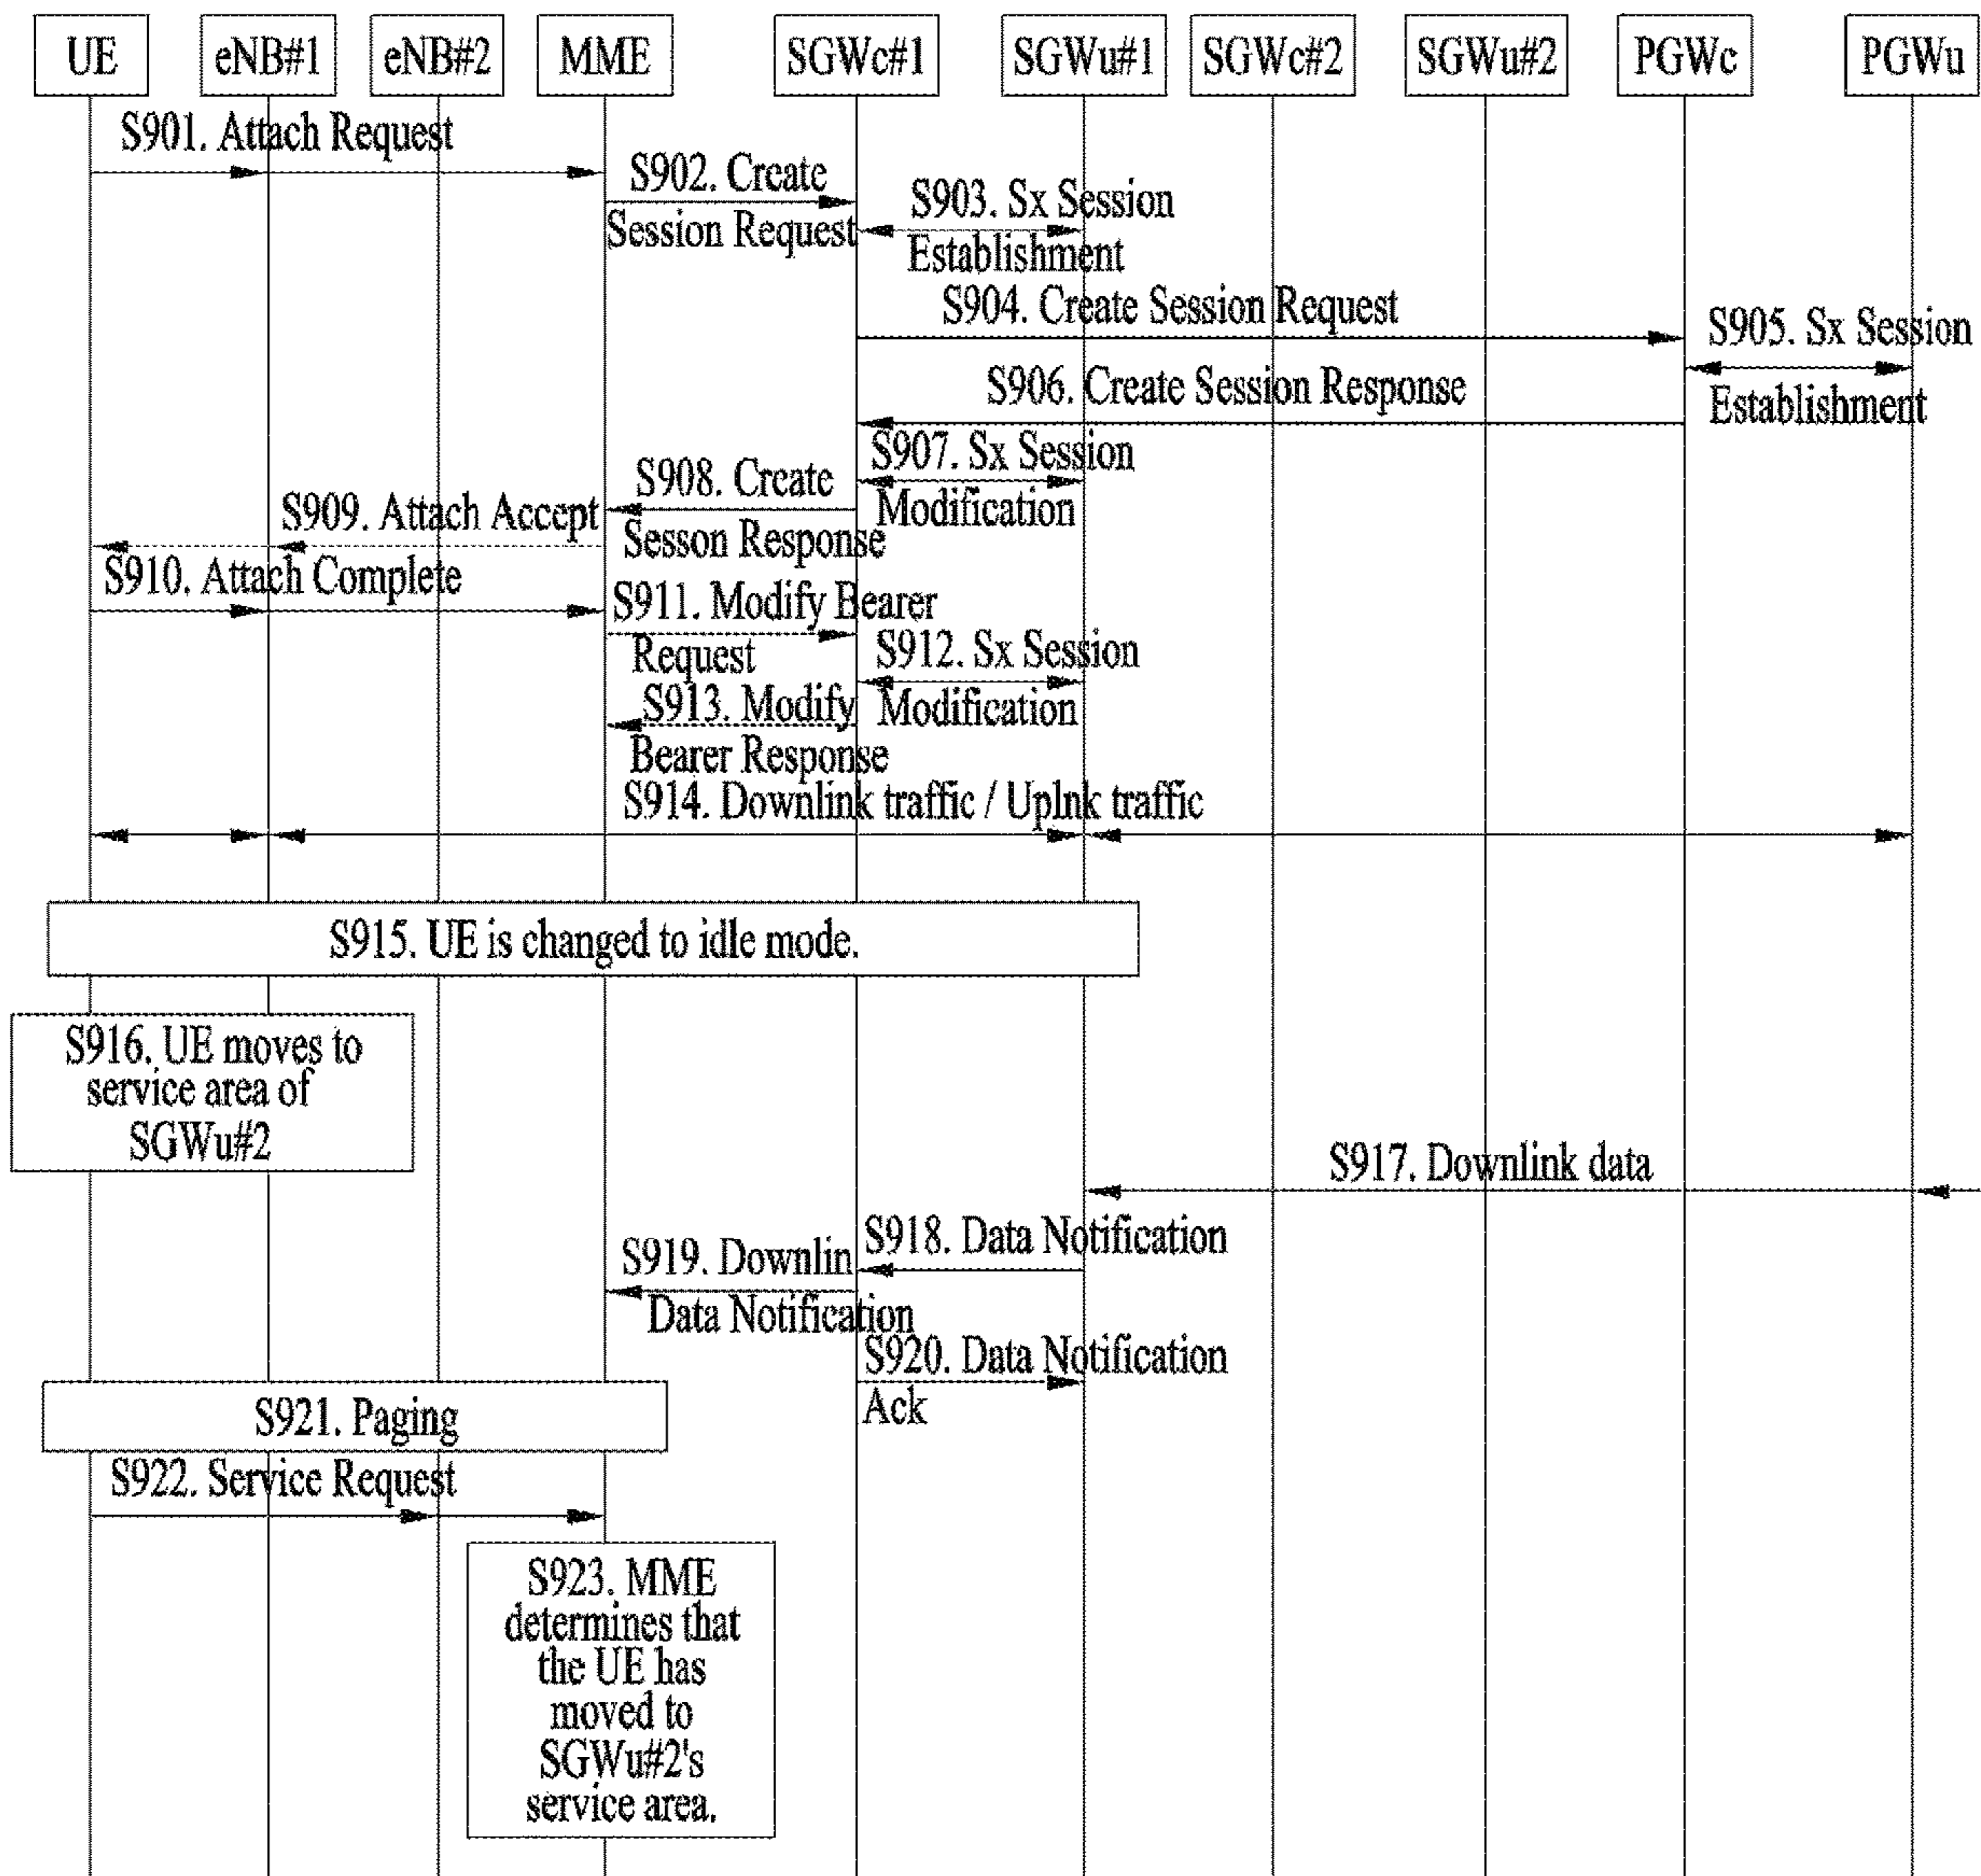 UE eNB#1 eNB#2 MME SGWc#1 SGWu#1 SGWc#2 SGWu#2 PGWc PGWu
S901. Attach Request
S902. Create
Session Request
S903. Sx Session
Establishment
S904. Create Session Request
S905. Sx Session
Establishment
S906. Create Session Response
S907. Sx Session
Modification
S908. Create
Sesson Response
S909. Attach Accept
S910. Attach Complete
S911. Modify Bearer
Request
S912. Sx Session
Modification
S913. Modify
Bearer Response
S914. Downlink traffic / Uplnk traffic
S915. UE is changed to idle mode.
S916. UE moves to
service area of
SGWu#2
S917. Downlink data
S918. Data Notification
S919. Downlin
Data Notification
S920. Data Notification
Ack
S921. Paging
S922. Service Request
S923. MME
determines that
the UE has
moved to
SGWu#2's
service area.